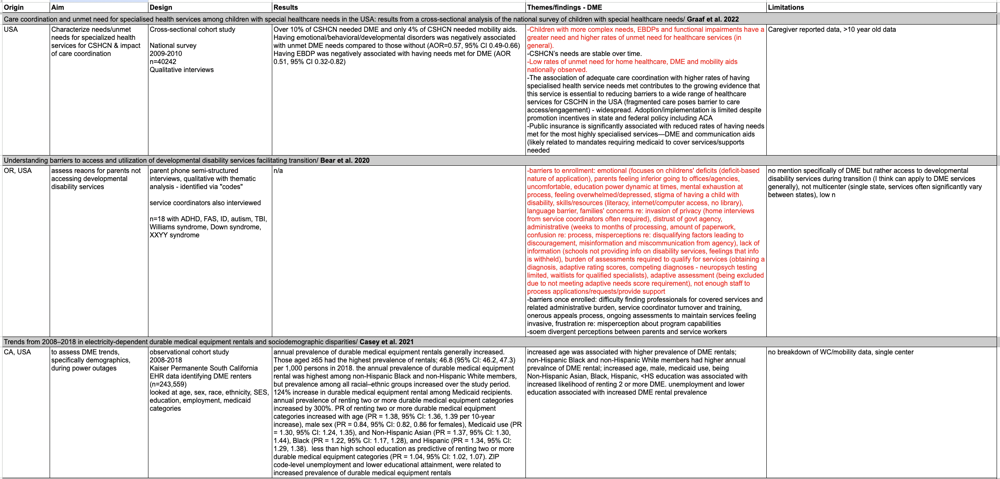 Origin
Aim
Design
Results
Themes/findings - DME
Limitations
Care coordination and unmet need for specialised health services among children with special healthcare needs in the USA: results from a cross-sectional analysis of the national survey of children with special healthcare needs/ Graaf et al. 2022
USA
Characterize needs/unmet
needs for specialized health
services for CSHCN & impact
of care coordination
Cross-sectional cohort study
National survey
2009-2010
n=40242
Qualitative interviews
Over 10% of CSHCN needed DME and only 4% of CSHCN needed mobility aids.
Having emotional/behavioral/developmental disorders was negatively associated
with unmet DME needs compared to those without (AOR=0.57, 95% CI 0.49-0.66)
Having EBDP was negatively associated with having needs met for DME (AOR
0.51, 95% CI 0.32-0.82)
-Children with more complex needs, EBDPs and functional impairments have a
greater need and higher rates of unmet need for healthcare services (in
general).
-CSHCN's needs are stable over time.
-Low rates of unmet need for home healthcare, DME and mobility aids
nationally observed.
-The association of adequate care coordination with higher rates of having
specialised health service needs met contributes to the growing evidence that
this service is essential to reducing barriers to a wide range of healthcare
services for CSCHN in the USA (fragmented care poses barrier to care
access/engagement) - widespread. Adoption/implementation is limited despite
promotion incentives in state and federal policy including ACA
-Public insurance is significantly associated with reduced rates of having needs
met for the most highly specialised services—DME and communication aids
(likely related to mandates requiring medicaid to cover services/supports
needed
Caregiver reported data, >10 year old data
Understanding barriers to access and utilization of developmental disability services facilitating transition/ Bear et al. 2020
OR, USA
assess reaons for parents not
accessing developmental
disability services
parent phone semi-structured
interviews, qualitative with thematic
analysis - identified via "codes"
service coordinators also interviewed
n=18 with ADHD, FAS, ID, autism, TBI,
Williams syndrome, Down syndrome,
XXYY syndrome
n/a
-barriers to enrollment: emotional (focuses on childrens' deficits (deficit-based
nature of application), parents feeling inferior going to offices/agencies,
uncomfortable, education power dynamic at times, mental exhaustion at
process, feeling overwhelmed/depressed, stigma of having a child with
disability, skills/resources (literacy, internet/computer access, no library),
language barrier, families' concerns re: invasion of privacy (home interviews
from service coordinators often required), distrust of govt agency,
administrative (weeks to months of processing, amount of paperwork,
confusion re: process, misperceptions re: disqualifying factors leading to
discouragement, misinformation and miscommunication from agency), lack of
information (schools not providing info on disability services, feelings that info
is withheld), burden of assessments required to qualify for services (obtaining a
diagnosis, adaptive rating scores, competing diagnoses - neuropsych testing
limited, waitlists for qualified specialists), adaptive assessment (being excluded
due to not meeting adaptive needs score requirement), not enough staff to
process applications/requests/provide support
-barriers once enrolled: difficulty finding professionals for covered services and
related administrative burden, service coordinator turnover and training,
onerous appeals process, ongoing assessments to maintain services feeling
invasive, frustration re: misperception about program capabilities
-soem divergent perceptions between parents and service workers
no mention specifically of DME but rather access to developmental
disability services during transition (I think can apply to DME services
generally), not multicenter (single state, services often significantly vary
between states), low n
Trends from 2008–2018 in electricity-dependent durable medical equipment rentals and sociodemographic disparities/ Casey et al. 2021
CA, USA
to assess DME trends,
specifically demographics,
during power outages
observational cohort study
2008-2018
Kaiser Permanente South California
EHR data identifying DME renters
(n=243,559)
looked at age, sex, race, ethnicity, SES,
education, employment, medicaid
categories
annual prevalence of durable medical equipment rentals generally increased.
Those aged ≥65 had the highest prevalence of rentals; 46.8 (95% CI: 46.2, 47.3)
per 1,000 persons in 2018. the annual prevalence of durable medical equipment
rental was highest among non-Hispanic Black and non-Hispanic White members,
but prevalence among all racial–ethnic groups increased over the study period.
124% increase in durable medical equipment rental among Medicaid recipients.
annual prevalence of renting two or more durable medical equipment categories
increased by 300%. PR of renting two or more durable medical equipment
categories increased with age (PR = 1.38, 95% CI: 1.36, 1.39 per 10-year
increase), male sex (PR = 0.84, 95% CI: 0.82, 0.86 for females), Medicaid use (PR
= 1.30, 95% CI: 1.24, 1.35), and Non-Hispanic Asian (PR = 1.37, 95% CI: 1.30,
1.44), Black (PR = 1.22, 95% CI: 1.17, 1.28), and Hispanic (PR = 1.34, 95% CI:
1.29, 1.38).  less than high school education as predictive of renting two or more
durable medical equipment categories (PR = 1.04, 95% CI: 1.02, 1.07). ZIP
code-level unemployment and lower educational attainment, were related to
increased prevalence of durable medical equipment rentals
increased age was associated with higher prevalence of DME rentals;
non-Hispanic Black and non-Hispanic White members had higher annual
prevalnce of DME rental; increased age, male, medicaid use, being
Non-Hispanic Asian, Black, Hispanic, <HS education was associated with
increased likelihood of renting 2 or more DME. unemployment and lower
education associated with increased DME rental prevalence
no breakdown of WC/mobility data, single center